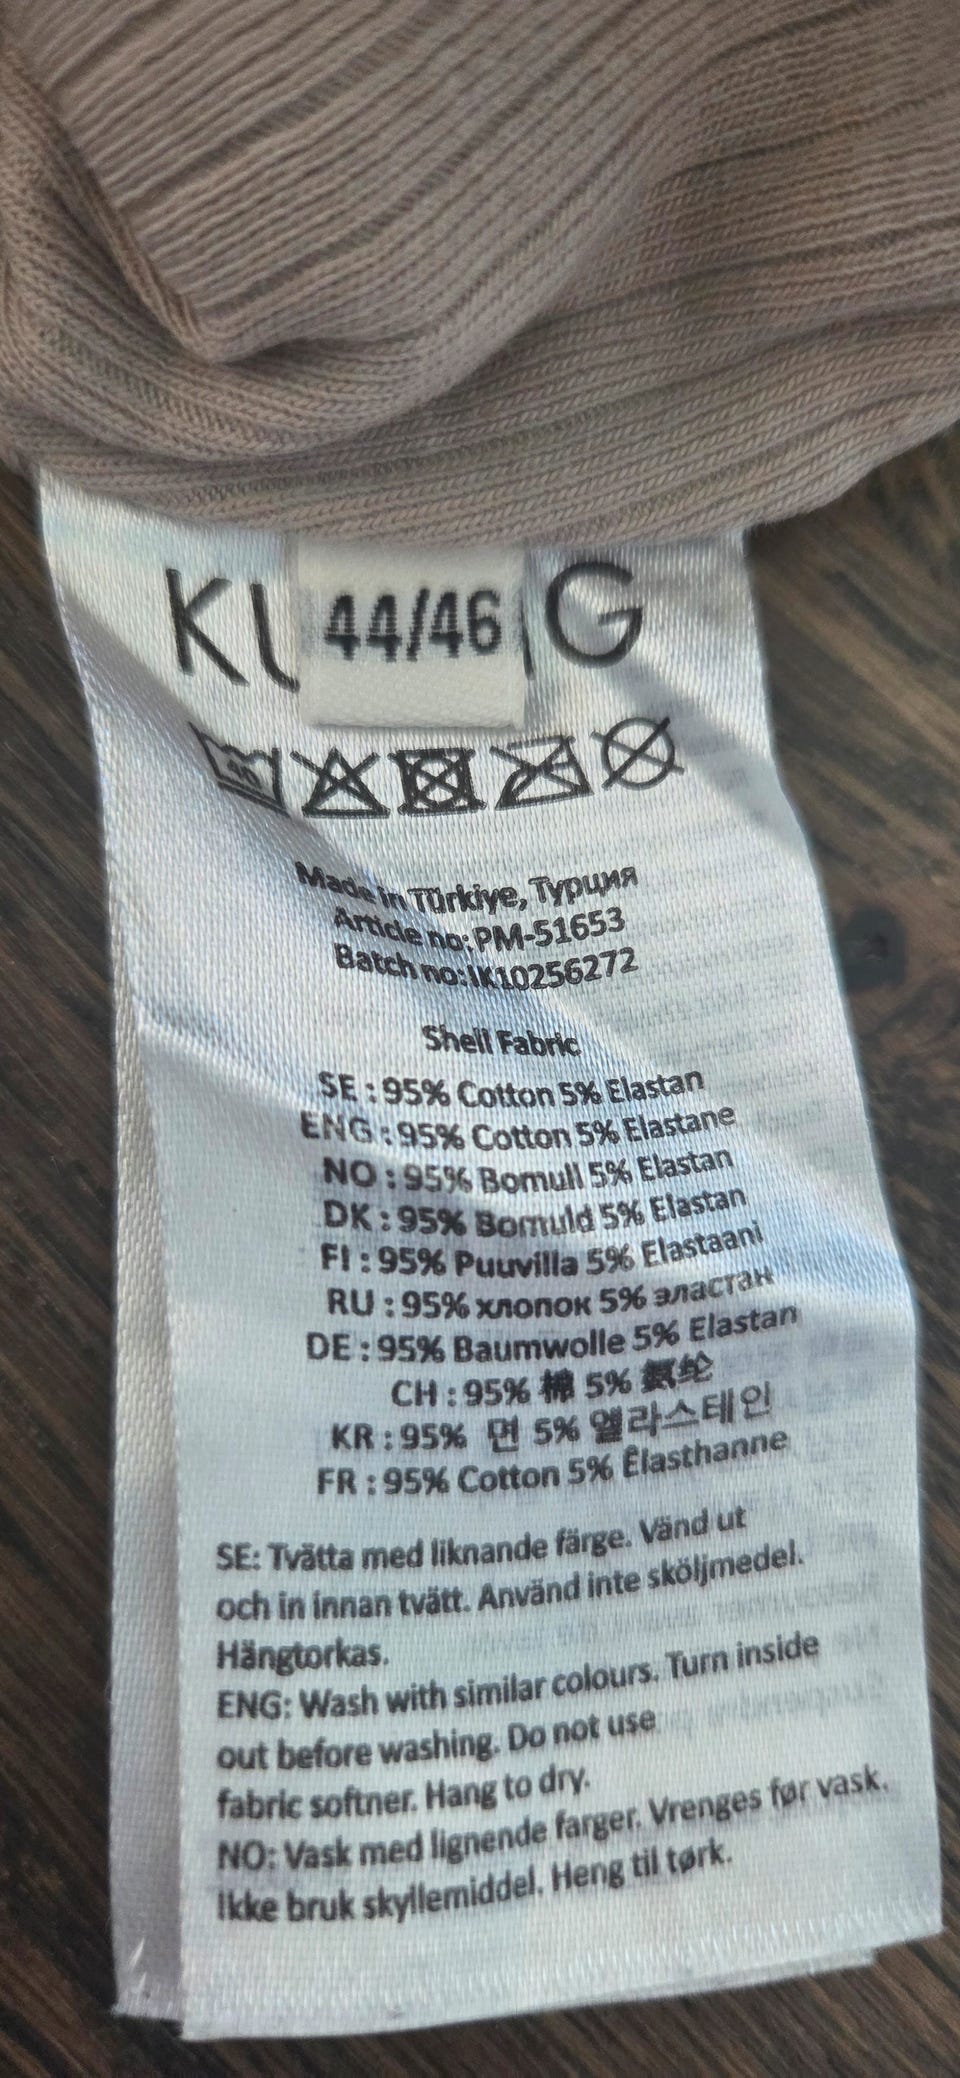 44/46
40
Made in Türkiye, Турция
Article no:PM-51653
Batch no:IK10256272
Shell Fabric
SE : 95% Cotton 5% Elastan
ENG : 95% Cotton 5% Elastane
NO : 95% Bomull 5% Elastan
DK : 95% Bomuld 5% Elastan
FI : 95% Puuvilla 5% Elastaani
RU : 95% хлопок 5% эластан
DE : 95% Baumwolle 5% Elastan
CH : 95% 棉 5% 氨纶
KR : 95% 면 5% 엘라스테인
FR : 95% Cotton 5% Élasthanne
SE: Tvätta med liknande färge. Vänd ut
och in innan tvätt. Använd inte sköljmedel.
Hängtorkas.
ENG: Wash with similar colours. Turn inside
out before washing. Do not use
fabric softner. Hang to dry.
NO: Vask med lignende farger. Vrenges før vask.
Ikke bruk skyllemiddel. Heng til tørk.